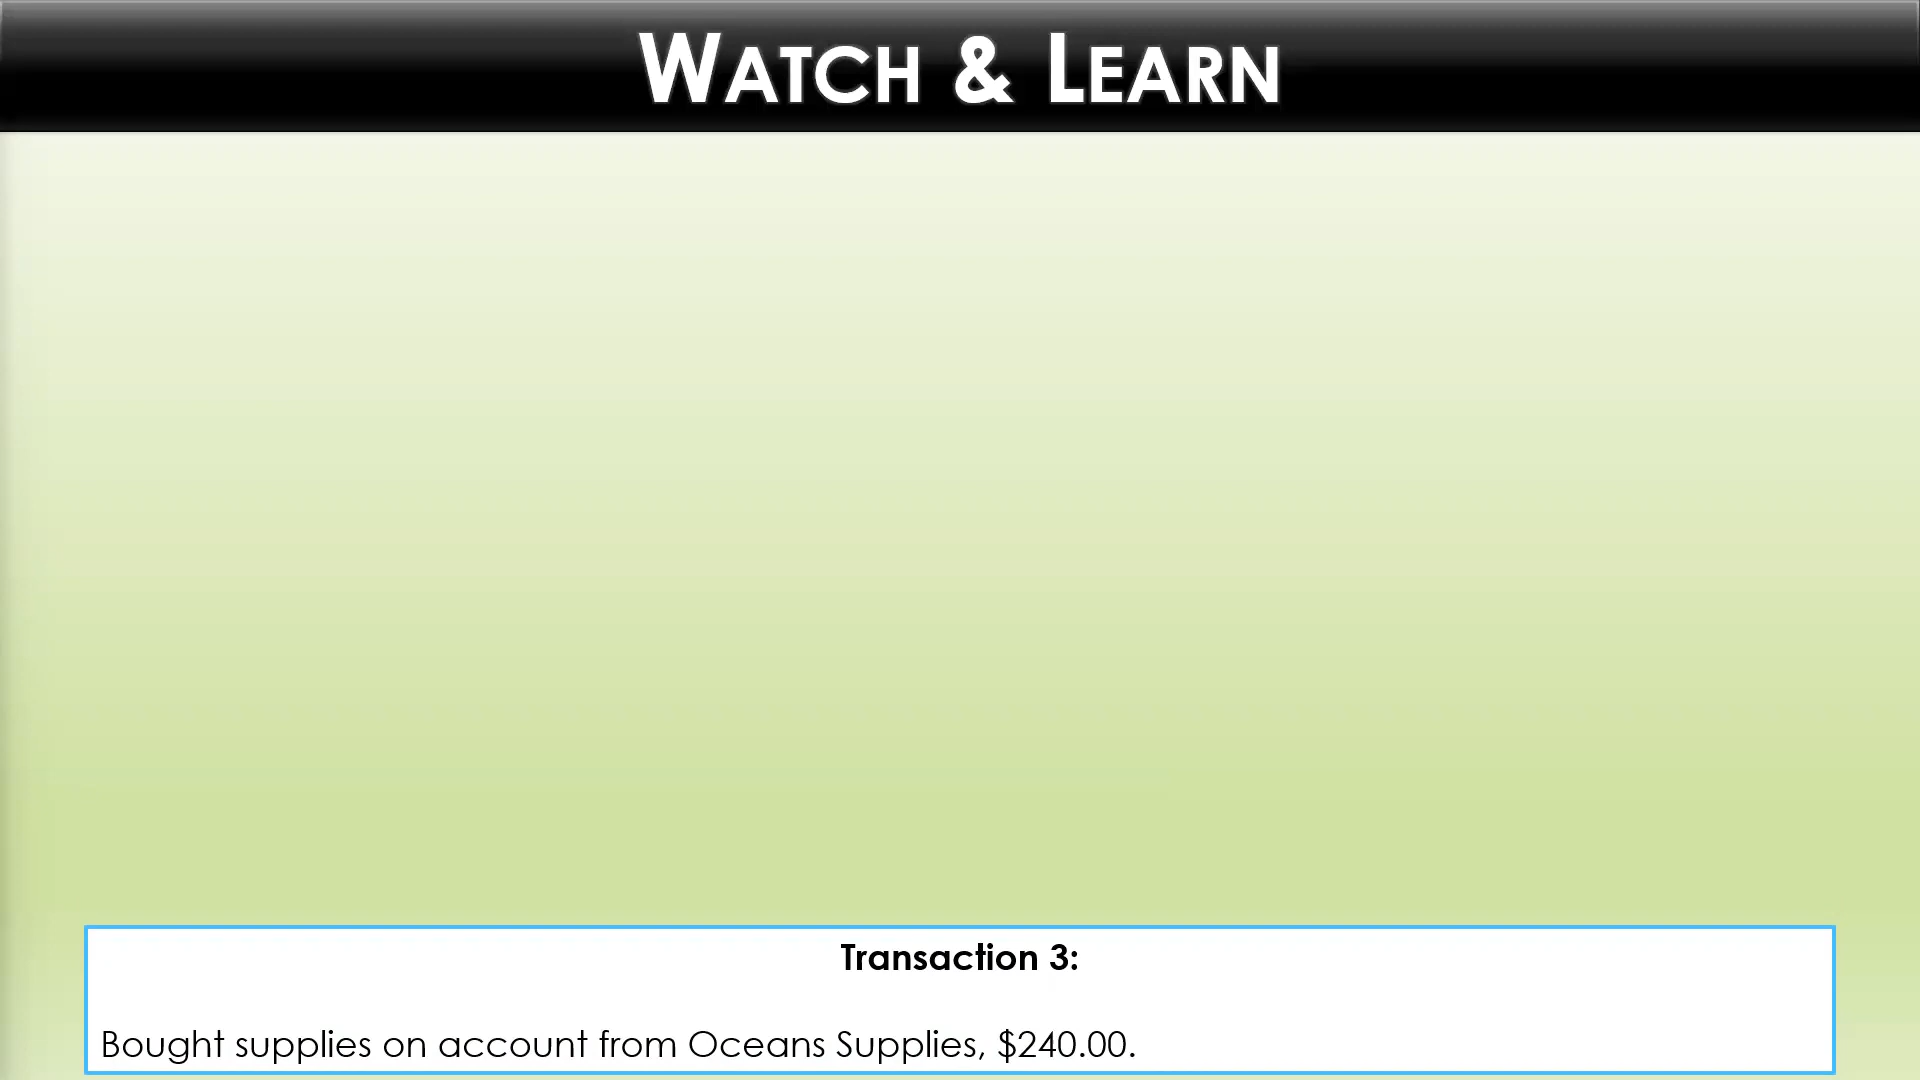 WATCH & LEARN
Transaction 3:
Bought supplies on account from Oceans Supplies, $240.00.